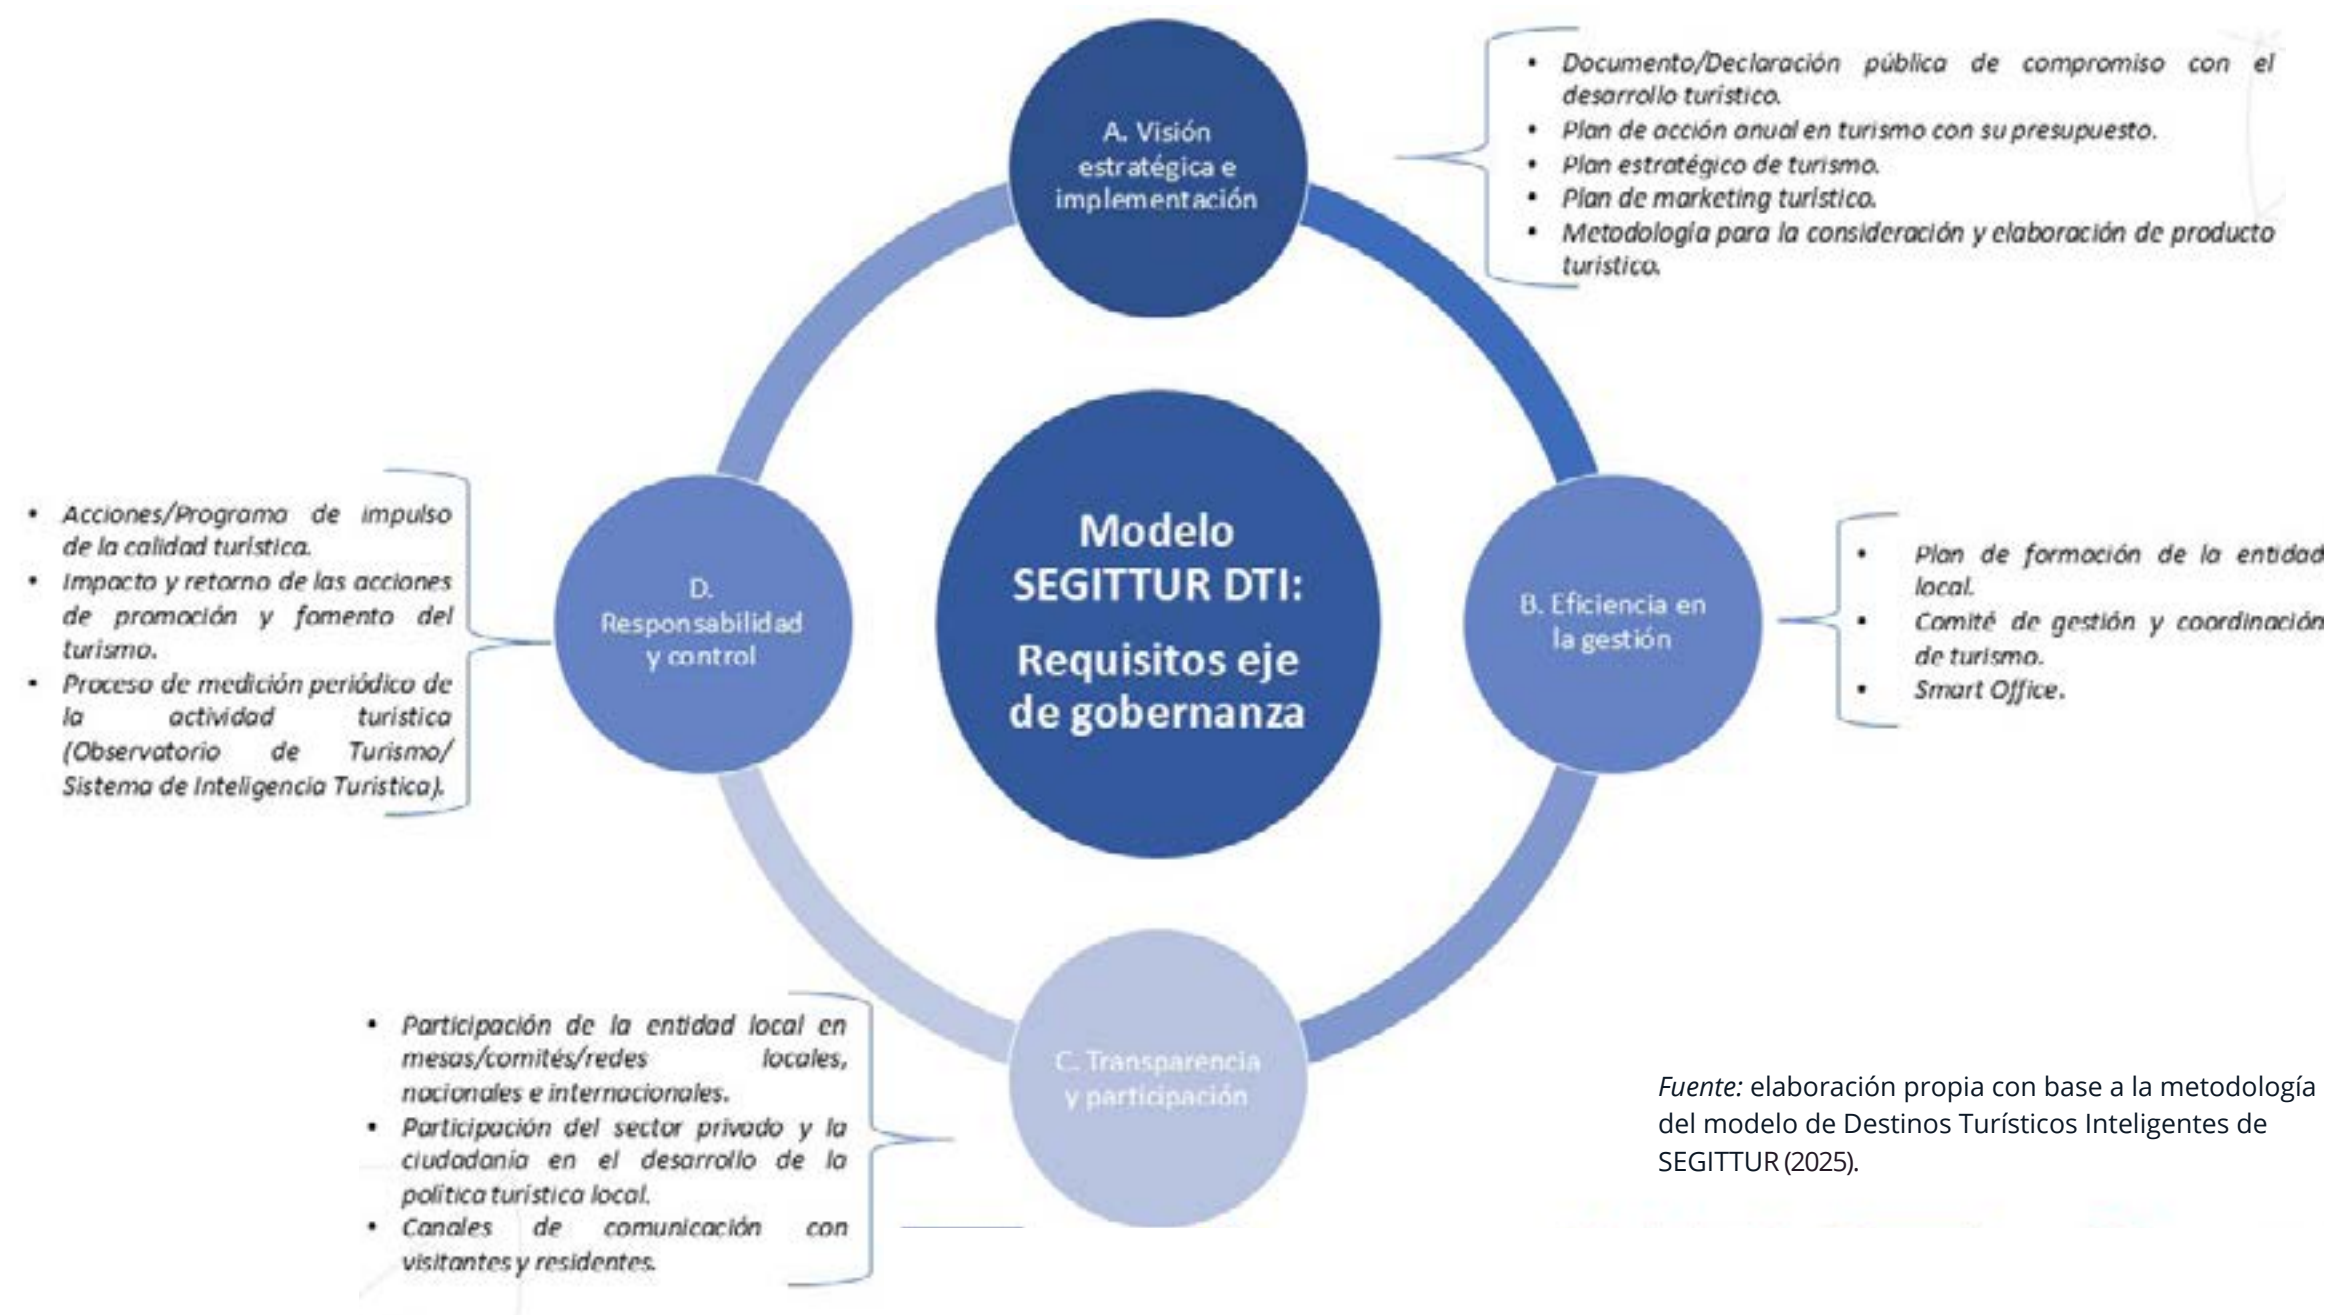 A. Visión
estratégica e
implementación
• Documento/Declaración pública de compromiso con el
desarrollo turístico.
• Plan de acción anual en turismo con su presupuesto.
• Plan estratégico de turismo.
• Plan de marketing turístico.
• Metodología para la consideración y elaboración de producto
turístico.
Modelo
SEGITTUR DTI:
Requisitos eje
de gobernanza
B. Eficiencia en
la gestión
• Plan de formación de la entidad
local.
• Comité de gestión y coordinación
de turismo.
• Smart Office.
C. Transparencia
y participación
• Participación de la entidad local en
mesas/comités/redes locales,
nacionales e internacionales.
• Participación del sector privado y la
ciudadanía en el desarrollo de la
política turística local.
• Canales de comunicación con
visitantes y residentes.
D.
Responsabilidad
y control
• Acciones/Programa de impulso
de la calidad turística.
• Impacto y retorno de las acciones
de promoción y fomento del
turismo.
• Proceso de medición periódico de
la actividad turística
(Observatorio de Turismo/
Sistema de Inteligencia Turística).
Fuente: elaboración propia con base a la metodología
del modelo de Destinos Turísticos Inteligentes de
SEGITTUR (2025).